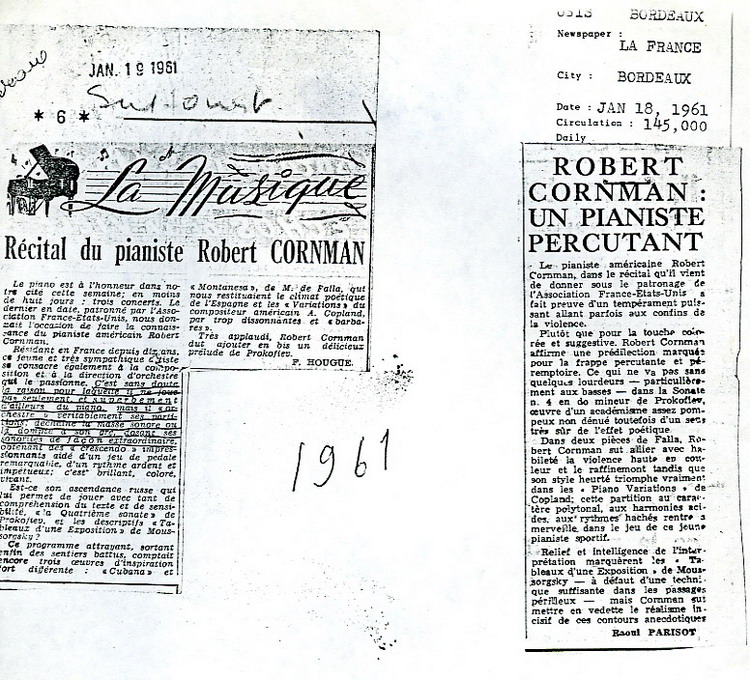 JAN. 19 1961
Sud Ouest
* 6 *
La Musique
Récital du pianiste Robert CORNMAN
Le piano est à l'honneur dans no-
tre cité cette semaine; en moins
de huit jours : trois concerts. Le
dernier en date, patronné par l'Asso-
ciation France-Etats-Unis, nous don-
nait l'occasion de faire la connais-
sance du pianiste américain Robert
Cornman.
Résidant en France depuis dix ans,
ce jeune et très sympathique artiste
se consacre également à la compo-
sition et à la direction d'orchestre
qui le passionne. C'est sans doute
la raison pour laquelle il ne joue
pas seulement et superbement
d'ailleurs du piano, mais il « or-
chestre » véritablement ses parti-
tions, déchaîne la masse sonore ou
la dompte à son gré, dosant ses
sonorités de façon extraordinaire,
obtenant des « crescendo » impres-
sionnants aidé d'un jeu de pédale
remarquable, d'un rythme ardent et
impétueux; c'est brillant, coloré,
vivant.
Est-ce son ascendance russe qui
lui permet de jouer avec tant de
compréhension du texte et de sensi-
bilité, « la Quatrième sonate » de
Prokofiev, et les descriptifs « Ta-
bleaux d'une Exposition » de Mous-
sorgsky ?
Ce programme attrayant, sortant
enfin des sentiers battus, comptait
encore trois œuvres d'inspiration
fort différente : « Cubana » et
« Montanesa », de M. de Falla, qui
nous restituaient le climat poétique
de l'Espagne et les « Variations » du
compositeur américain A. Copland,
par trop dissonantes et « barba-
res ».
Très applaudi, Robert Cornman
dut ajouter en bis un délicieux
prélude de Prokofiev.
F. HOUGUE.
1961
USIS BORDEAUX
Newspaper :
LA FRANCE
City : BORDEAUX
Date : JAN 18, 1961
Circulation : 145,000
Daily
ROBERT
CORNMAN :
UN PIANISTE
PERCUTANT
Le pianiste américaine Robert
Cornman, dans le récital qu'il vient
de donner sous le patronage de
l'Association France-Etats-Unis a
fait preuve d'un tempérament puis-
sant allant parfois aux confins de
la violence.
Plutôt que pour la touche colo-
rée et suggestive, Robert Cornman
affirme une prédilection marquée
pour la frappe percutante et pé-
remptoire. Ce qui ne va pas sans
quelques lourdeurs — particulière-
ment aux basses — dans la Sonate
n. 4 en do mineur de Prokofiev,
œuvre d'un académisme assez pom-
peux non dénué toutefois d'un sens
très sûr de l'effet poétique.
Dans deux pièces de Falla, Ro-
bert Cornman sut allier avec ha-
bileté la violence haute en cou-
leur et le raffinement tandis que
son style heurté triomphe vraiment
dans les « Piano Variations » de
Copland; cette partition au carac-
tère polytonal, aux harmonies aci-
des, aux rythmes hachés rentre à
merveille dans le jeu de ce jeune
pianiste sportif.
Relief et intelligence de l'inter-
prétation marquèrent les « Ta-
bleaux d'une Exposition » de Mous-
sorgsky — à défaut d'une techni-
que suffisante dans les passages
périlleux — mais Cornman sut
mettre en vedette le réalisme in-
cisif de ces contours anecdotiques
Raoul PARISOT